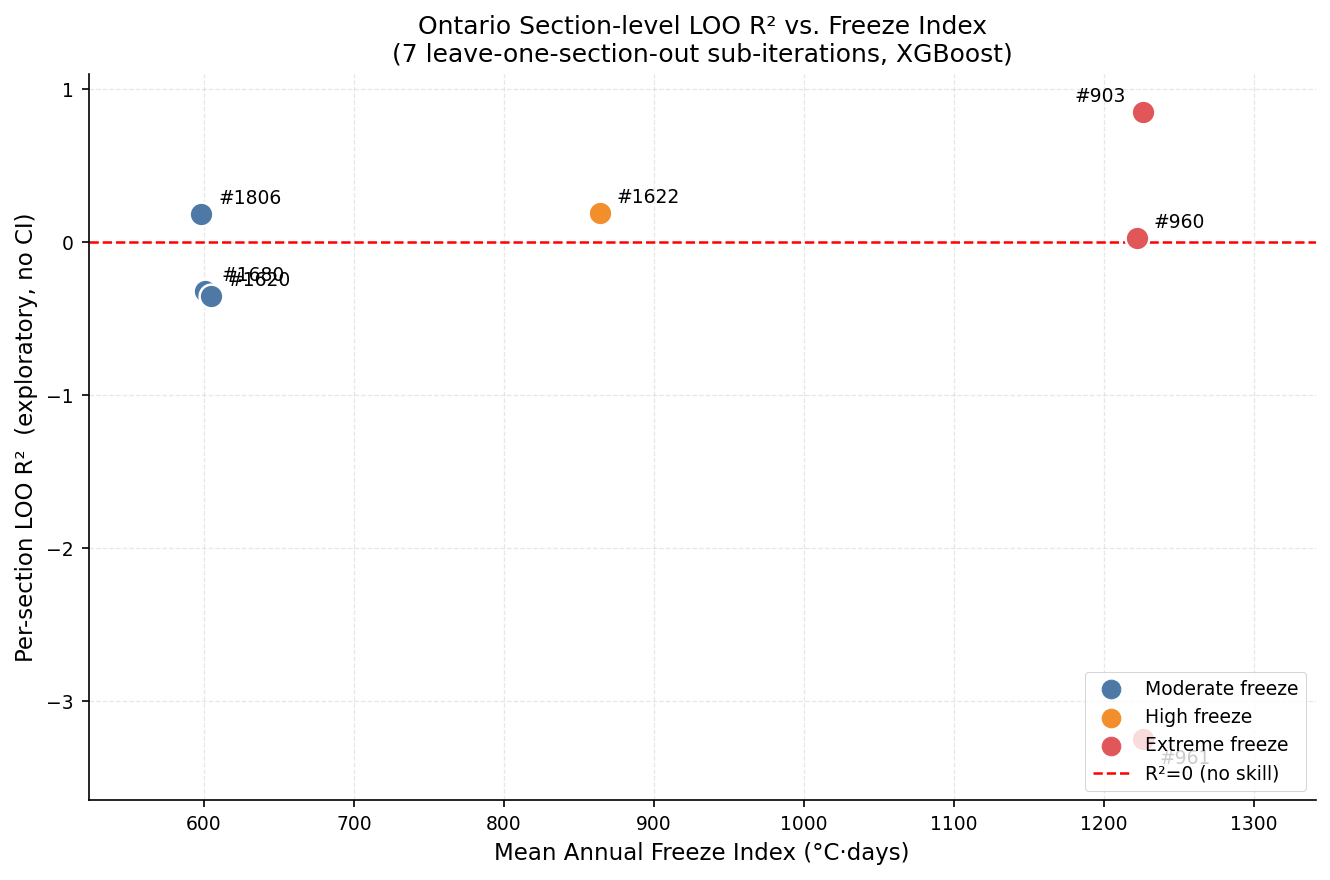 Ontario Section-level LOO R² vs. Freeze Index
(7 leave-one-section-out sub-iterations, XGBoost)
Per-section LOO R²  (exploratory, no CI)
1
0
−1
−2
−3
#903
#1806
#1622
#960
#1680
#1620
#961
Moderate freeze
High freeze
Extreme freeze
R²=0 (no skill)
600
700
800
900
1000
1100
1200
1300
Mean Annual Freeze Index (°C·days)